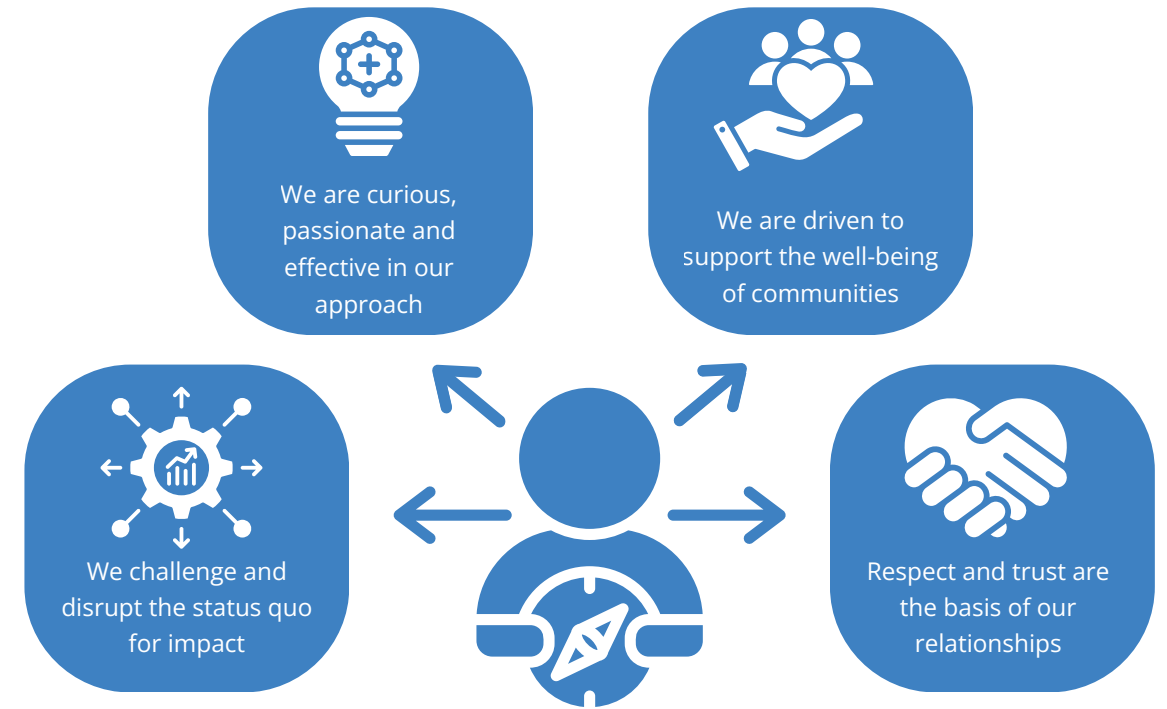 We are curious,
passionate and
effective in our
approach
We are driven to
support the well-being
of communities
We challenge and
disrupt the status quo
for impact
Respect and trust are
the basis of our
relationships